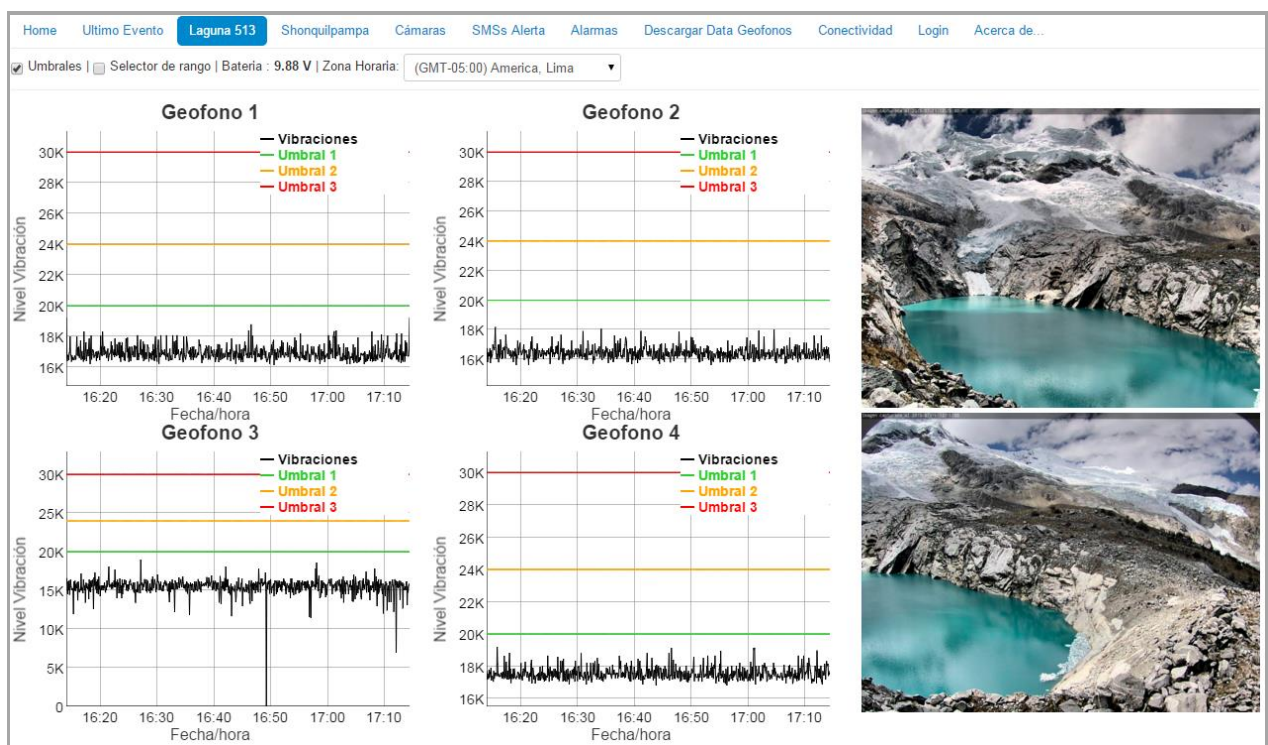 Home Ultimo Evento Laguna 513 Shonquilpampa Cámaras SMSs Alerta Alarmas Descargar Data Geofonos Conectividad Login Acerca de...
Umbrales | Selector de rango | Bateria : 9.88 V | Zona Horaria: (GMT-05:00) America, Lima
Geofono 1
Vibraciones
Umbral 1
Umbral 2
Umbral 3
Nivel Vibración
30K
28K
26K
24K
22K
20K
18K
16K
16:20 16:30 16:40 16:50 17:00 17:10
Fecha/hora
Geofono 2
Vibraciones
Umbral 1
Umbral 2
Umbral 3
Nivel Vibración
30K
28K
26K
24K
22K
20K
18K
16K
16:20 16:30 16:40 16:50 17:00 17:10
Fecha/hora
Geofono 3
Vibraciones
Umbral 1
Umbral 2
Umbral 3
Nivel Vibración
30K
25K
20K
15K
10K
5K
0
16:20 16:30 16:40 16:50 17:00 17:10
Fecha/hora
Geofono 4
Vibraciones
Umbral 1
Umbral 2
Umbral 3
Nivel Vibración
30K
28K
26K
24K
22K
20K
18K
16K
16:20 16:30 16:40 16:50 17:00 17:10
Fecha/hora